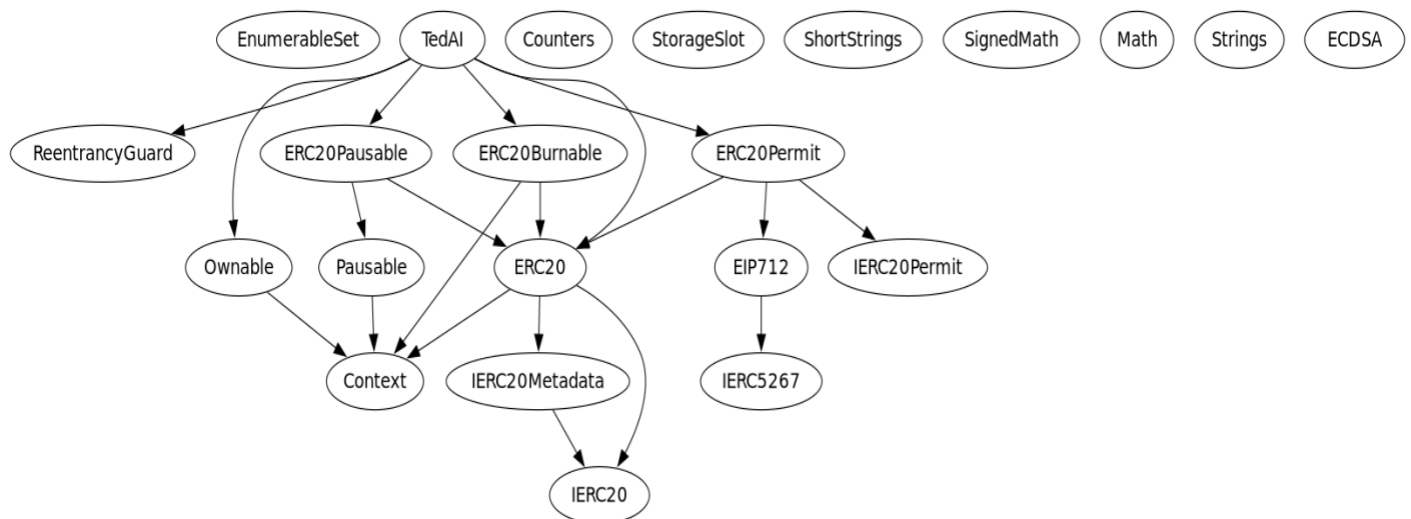 EnumerableSet TedAI Counters StorageSlot ShortStrings SignedMath Math Strings ECDSA
ReentrancyGuard ERC20Pausable ERC20Burnable ERC20Permit
Ownable Pausable ERC20 EIP712 IERC20Permit
Context IERC20Metadata IERC5267
IERC20